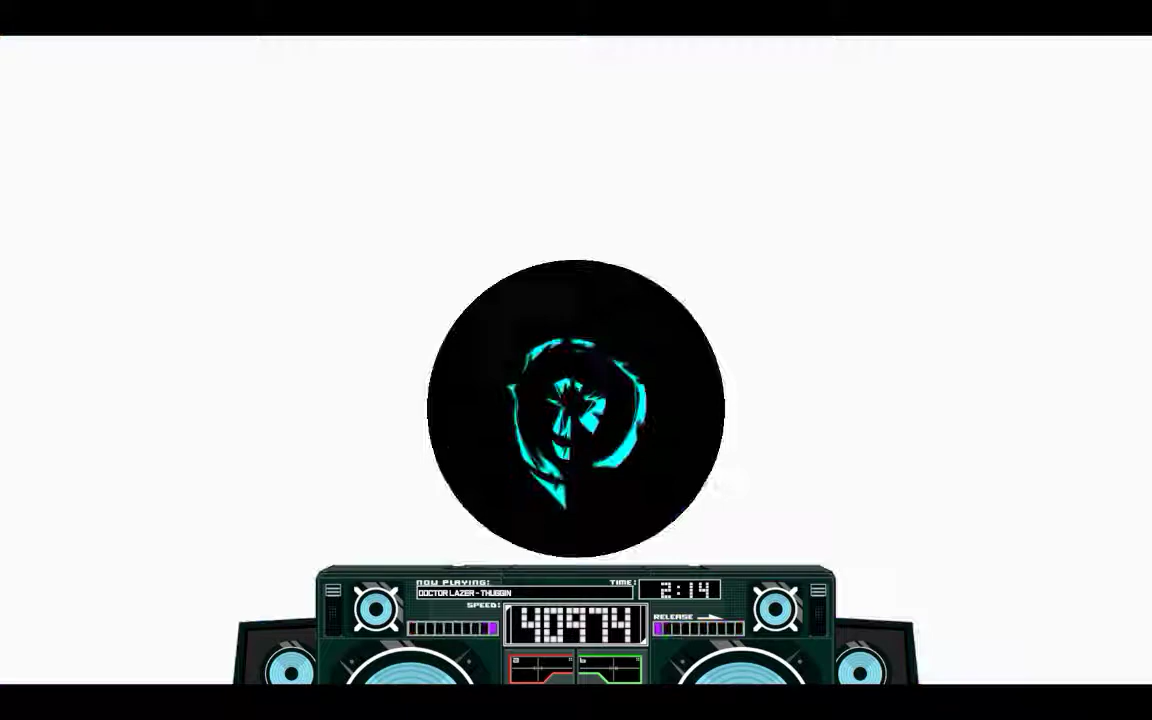 NOW PLAYING:
TIME:
2:14
DOCTOR LAZER - THUGGIN
SPEED:
40974
RELEASE